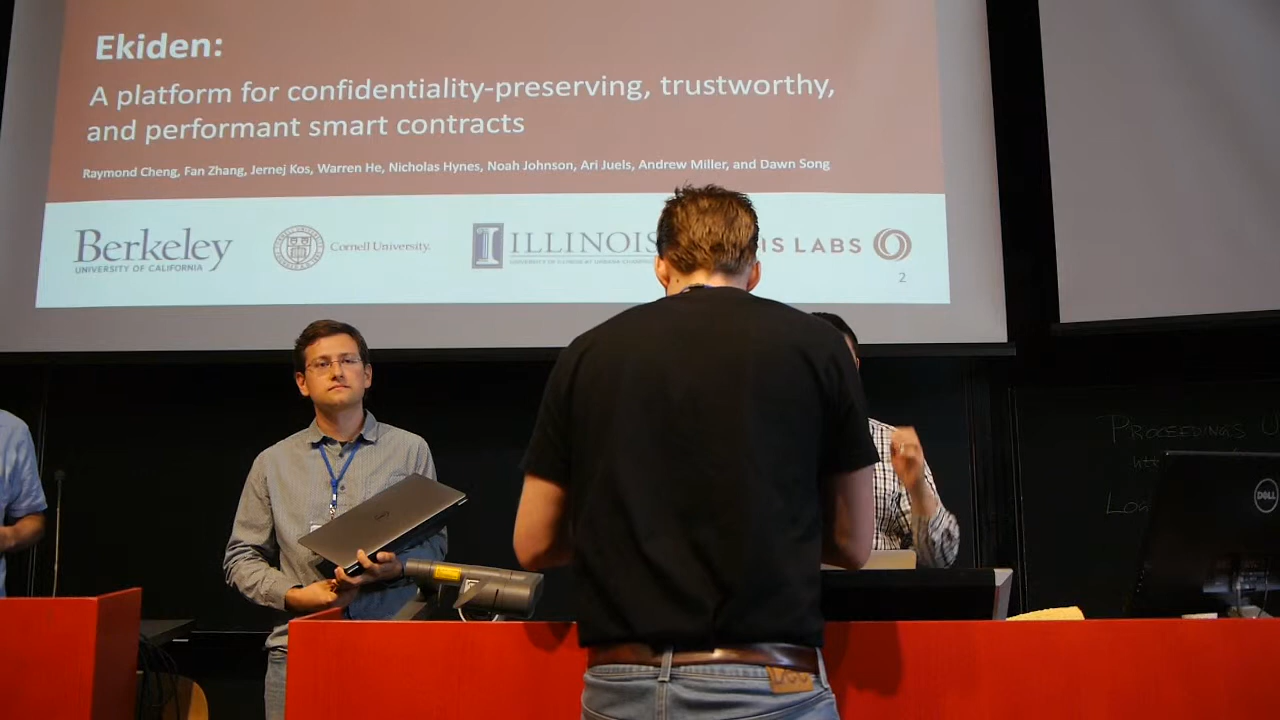 Ekiden:
A platform for confidentiality-preserving, trustworthy,
and performant smart contracts
Raymond Cheng, Fan Zhang, Jernej Kos, Warren He, Nicholas Hynes, Noah Johnson, Ari Juels, Andrew Miller, and Dawn Song
Berkeley
UNIVERSITY OF CALIFORNIA
Cornell University.
I ILLINOIS
IS LABS
2
PROCEEDINGS
DELL